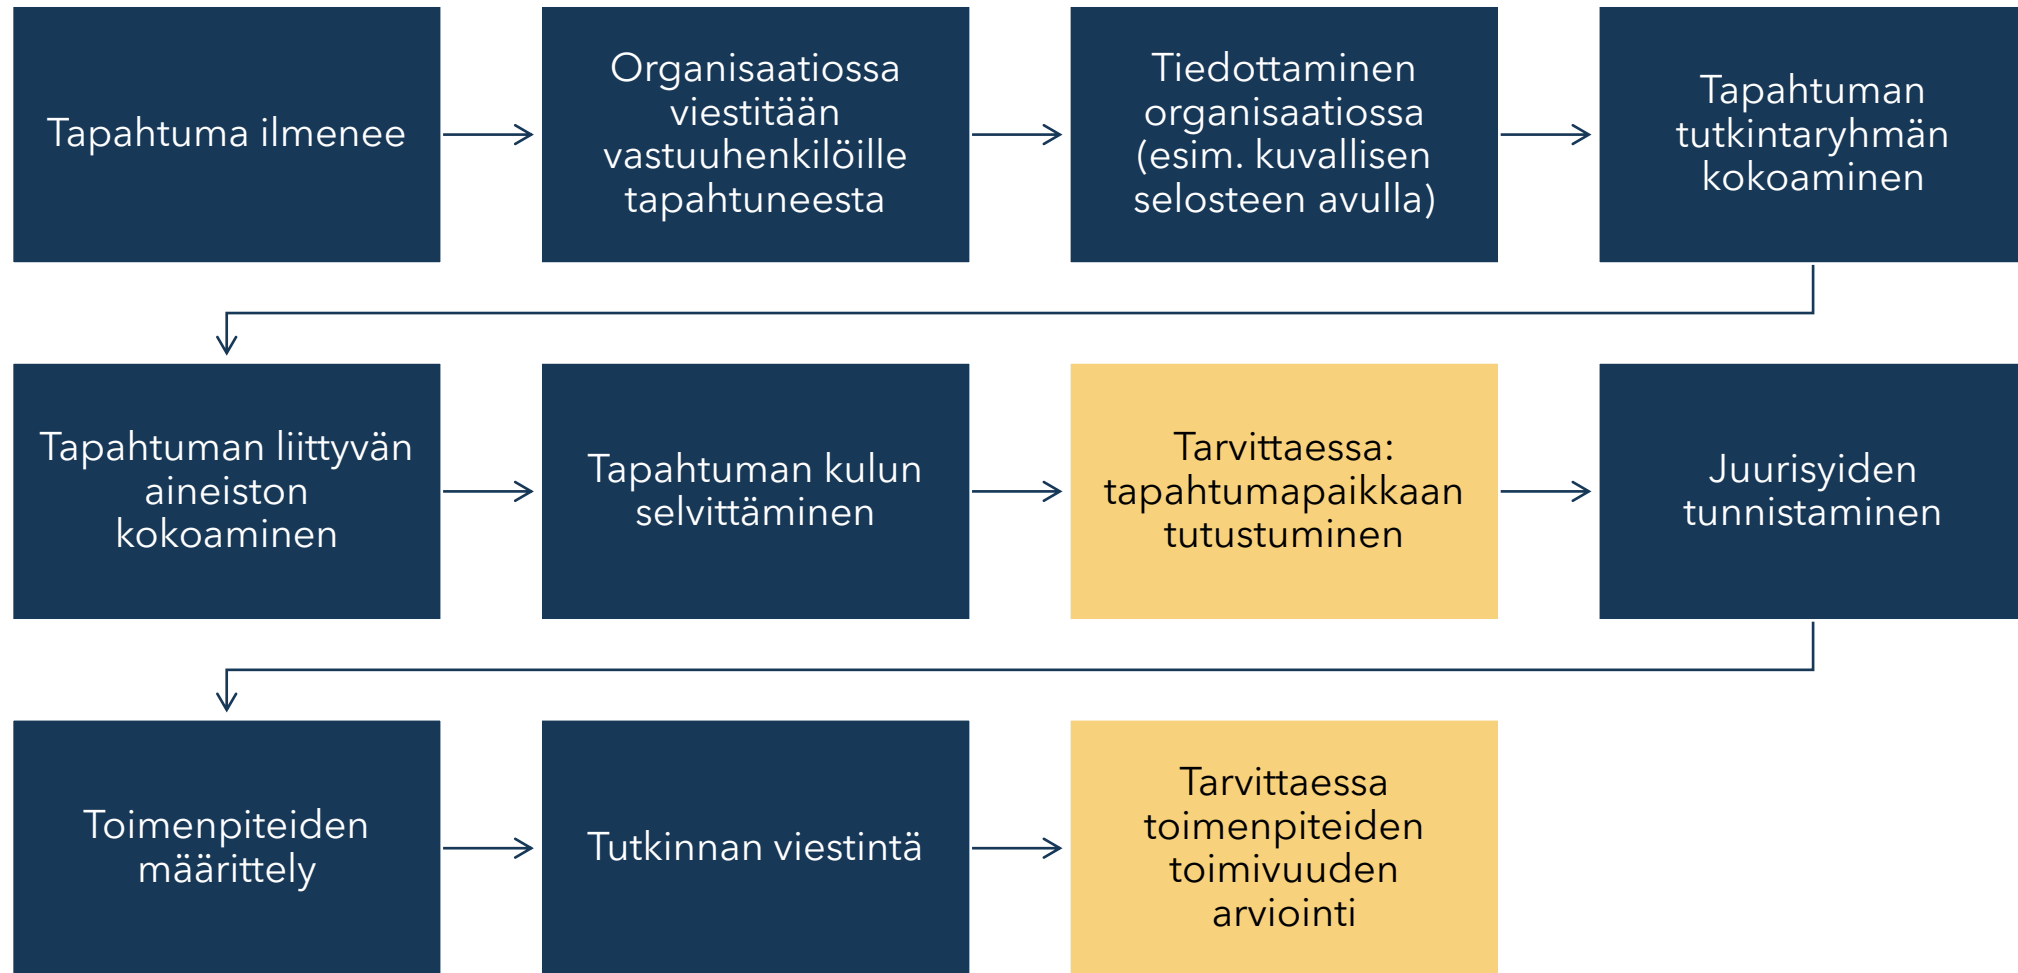 Tapahtuma ilmenee
Organisaatiossa
viestitään
vastuuhenkilöille
tapahtuneesta
Tiedottaminen
organisaatiossa
(esim. kuvallisen
selosteen avulla)
Tapahtuman
tutkintaryhmän
kokoaminen
Tapahtuman liittyvän
aineiston
kokoaminen
Tapahtuman kulun
selvittäminen
Tarvittaessa:
tapahtumapaikkaan
tutustuminen
Juurisyiden
tunnistaminen
Toimenpiteiden
määrittely
Tutkinnan viestintä
Tarvittaessa
toimenpiteiden
toimivuuden
arviointi